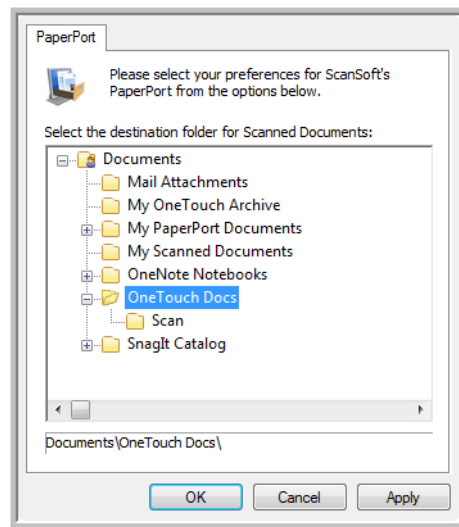 PaperPort
Please select your preferences for ScanSoft's
PaperPort from the options below.
Select the destination folder for Scanned Documents:
Documents
Mail Attachments
My OneTouch Archive
My PaperPort Documents
My Scanned Documents
OneNote Notebooks
OneTouch Docs
Scan
SnagIt Catalog
Documents\OneTouch Docs\
OK Cancel Apply